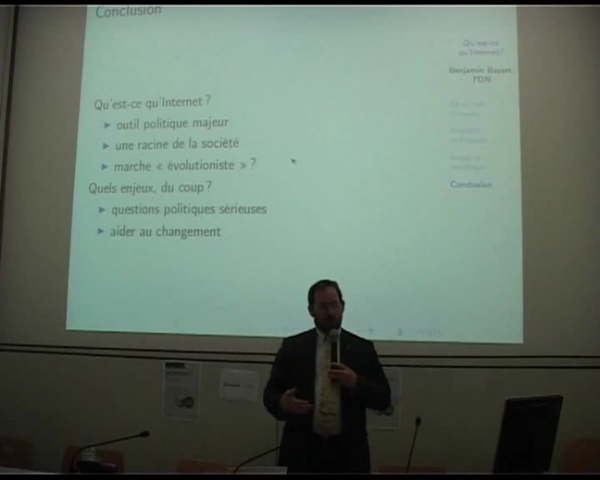 Conclusion
Qu'est-ce qu'Internet ?
▶ outil politique majeur
▶ une racine de la société
▶ marche « évolutioniste » ?
Quels enjeux, du coup ?
▶ questions politiques sérieuses
▶ aider au changement
Qu'est-ce
qu'Internet ?
Benjamin Bayart,
FDN
Conclusion